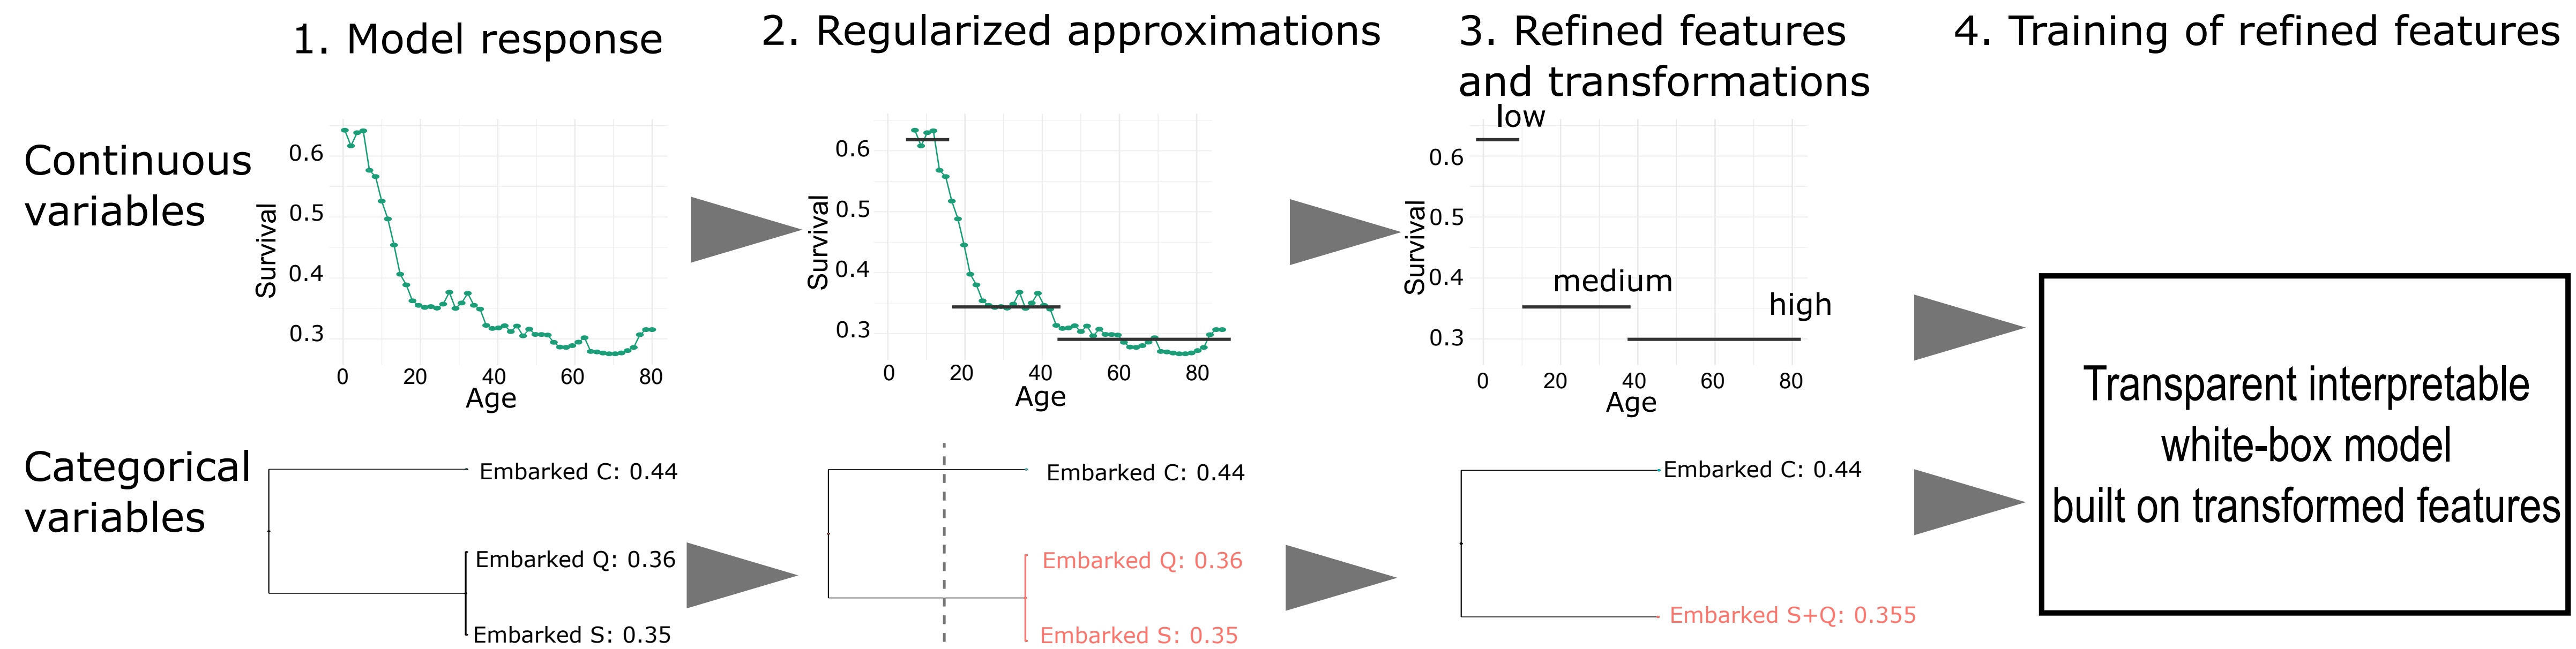 1. Model response
2. Regularized approximations
3. Refined features
and transformations
4. Training of refined features
Continuous
variables
Survival
0.6
0.5
0.4
0.3
0 20 40 60 80
Age
Survival
0.6
0.5
0.4
0.3
0 20 40 60 80
Age
low
medium
high
Survival
0.6
0.5
0.4
0.3
0 20 40 60 80
Age
Categorical
variables
Embarked C: 0.44
Embarked Q: 0.36
Embarked S: 0.35
Embarked C: 0.44
Embarked Q: 0.36
Embarked S: 0.35
Embarked C: 0.44
Embarked S+Q: 0.355
Transparent interpretable
white-box model
built on transformed features